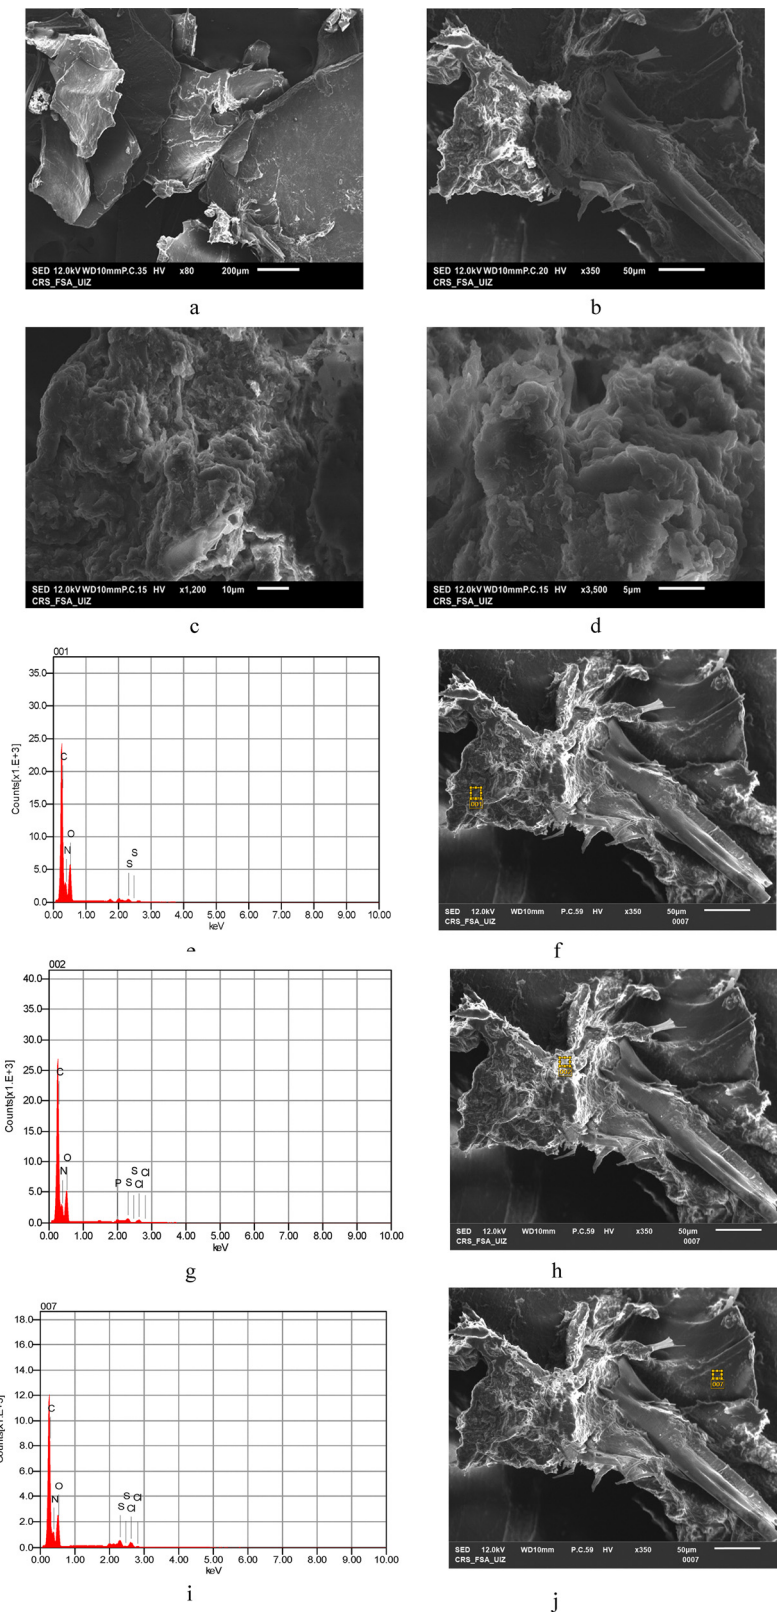 SED 12.0kV WD10mmP.C.35 HV x80 200µm
CRS_FSA_UIZ
SED 12.0kV WD10mmP.C.20 HV x350 50µm
CRS_FSA_UIZ
a
b
SED 12.0kV WD10mmP.C.15 HV x1,200 10µm
CRS_FSA_UIZ
SED 12.0kV WD10mmP.C.15 HV x3,500 5µm
CRS_FSA_UIZ
c
d
001
35.0
30.0
25.0
20.0
15.0
10.0
5.0
0.0
Counts[x1.E+3]
C
O
N
S
S
0.00 1.00 2.00 3.00 4.00 5.00 6.00 7.00 8.00 9.00 10.00
keV
e
001
SED 12.0kV WD10mm P.C.59 HV x350 50µm
CRS_FSA_UIZ 0007
f
002
40.0
35.0
30.0
25.0
20.0
15.0
10.0
5.0
0.0
Counts[x1.E+3]
C
O
N
S Cl
P S Cl
0.00 1.00 2.00 3.00 4.00 5.00 6.00 7.00 8.00 9.00 10.00
keV
g
SED 12.0kV WD10mm P.C.59 HV x350 50µm
CRS_FSA_UIZ 0007
h
007
18.0
16.0
14.0
12.0
10.0
8.0
6.0
4.0
2.0
0.0
C
O
N
S Cl
S Cl
0.00 1.00 2.00 3.00 4.00 5.00 6.00 7.00 8.00 9.00 10.00
keV
i
007
SED 12.0kV WD10mm P.C.59 HV x350 50µm
CRS_FSA_UIZ 0007
j